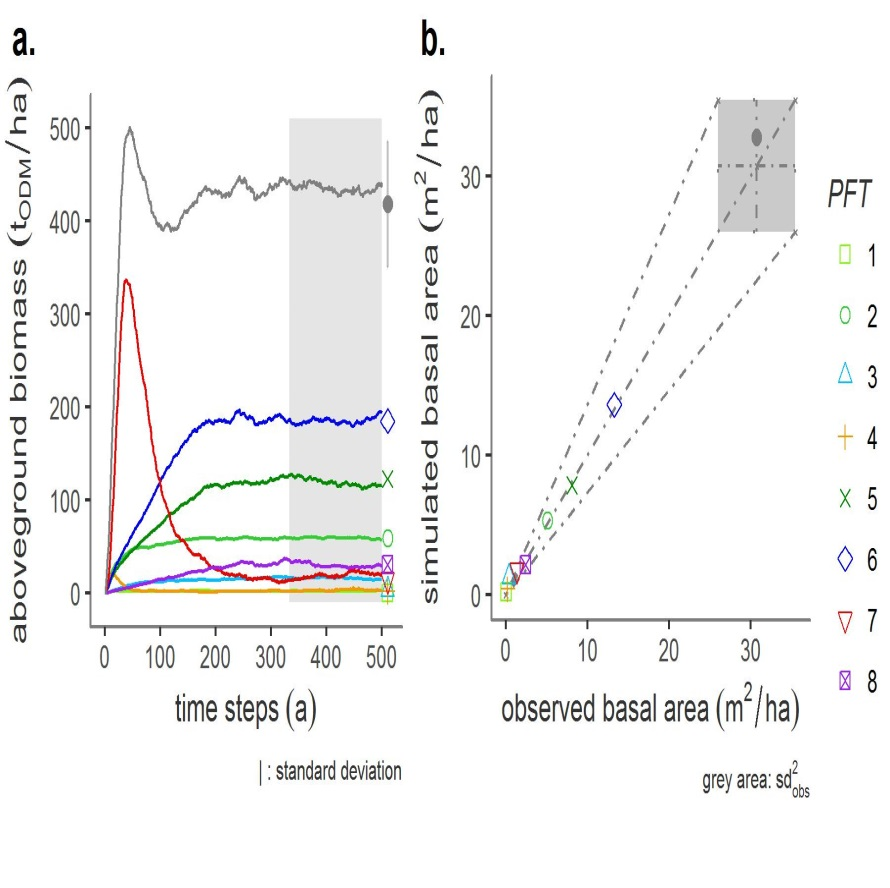 a.
aboveground biomass (tODM/ha)
500
400
300
200
100
0
0 100 200 300 400 500
time steps (a)
| : standard deviation
b.
simulated basal area (m²/ha)
30
20
10
0
0 10 20 30
observed basal area (m²/ha)
grey area: sd²obs
PFT
1
2
3
4
5
6
7
8